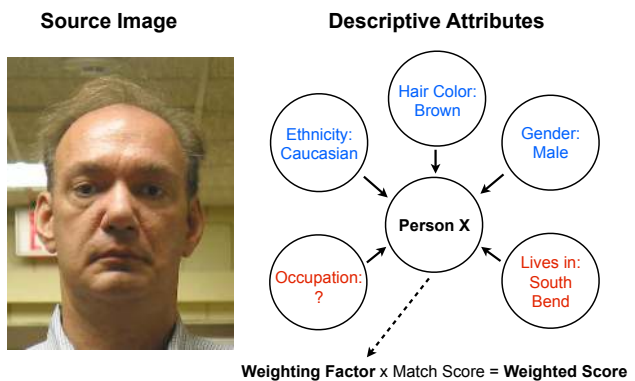 Source Image
Descriptive Attributes
Hair Color:
Brown
Ethnicity:
Caucasian
Gender:
Male
Person X
Occupation:
?
Lives in:
South
Bend
Weighting Factor x Match Score = Weighted Score